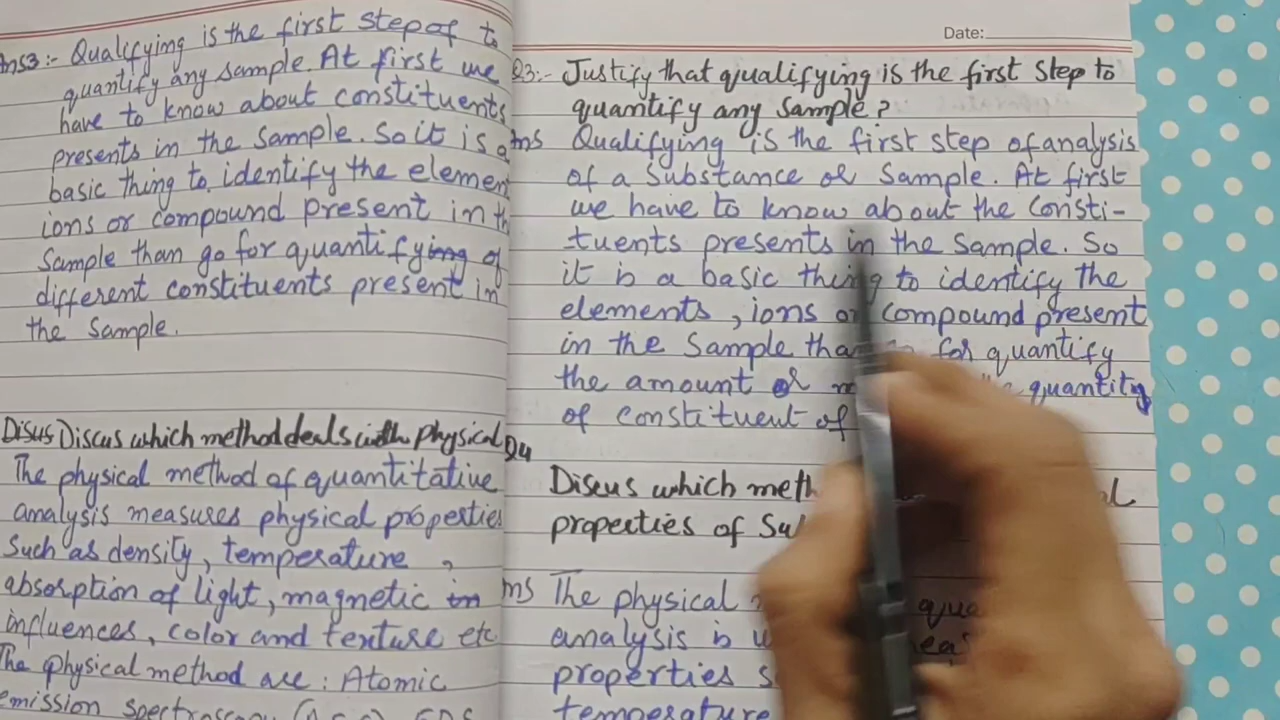 Ans3:- Qualifying is the first step of to
quantify any sample. At first we
have to know about constituents
presents in the sample. So it is a
basic thing to identify the elemen
ions or compound present in th
Sample than go for quantifying of
different constituents present in
the sample.
Disus Discus which method deals with physical
The physical method of quantitative
analysis measures physical properties
Such as density, temperature,
absorption of light, magnetic in
influences, color and texture etc
The physical method are: Atomic
emission
Date:
Q3:- Justify that qualifying is the first step to
quantify any sample?
Ans Qualifying is the first step of analysis
of a substance or Sample. At first
we have to know about the Consti-
tuents presents in the sample. So
it is a basic thing to identify the
elements, ions or compound present
in the Sample for quantify
the amount or quantity
of constituent of
Q4
Discus which meth
properties of Su
Ans The physical
analysis is
properties
temperature